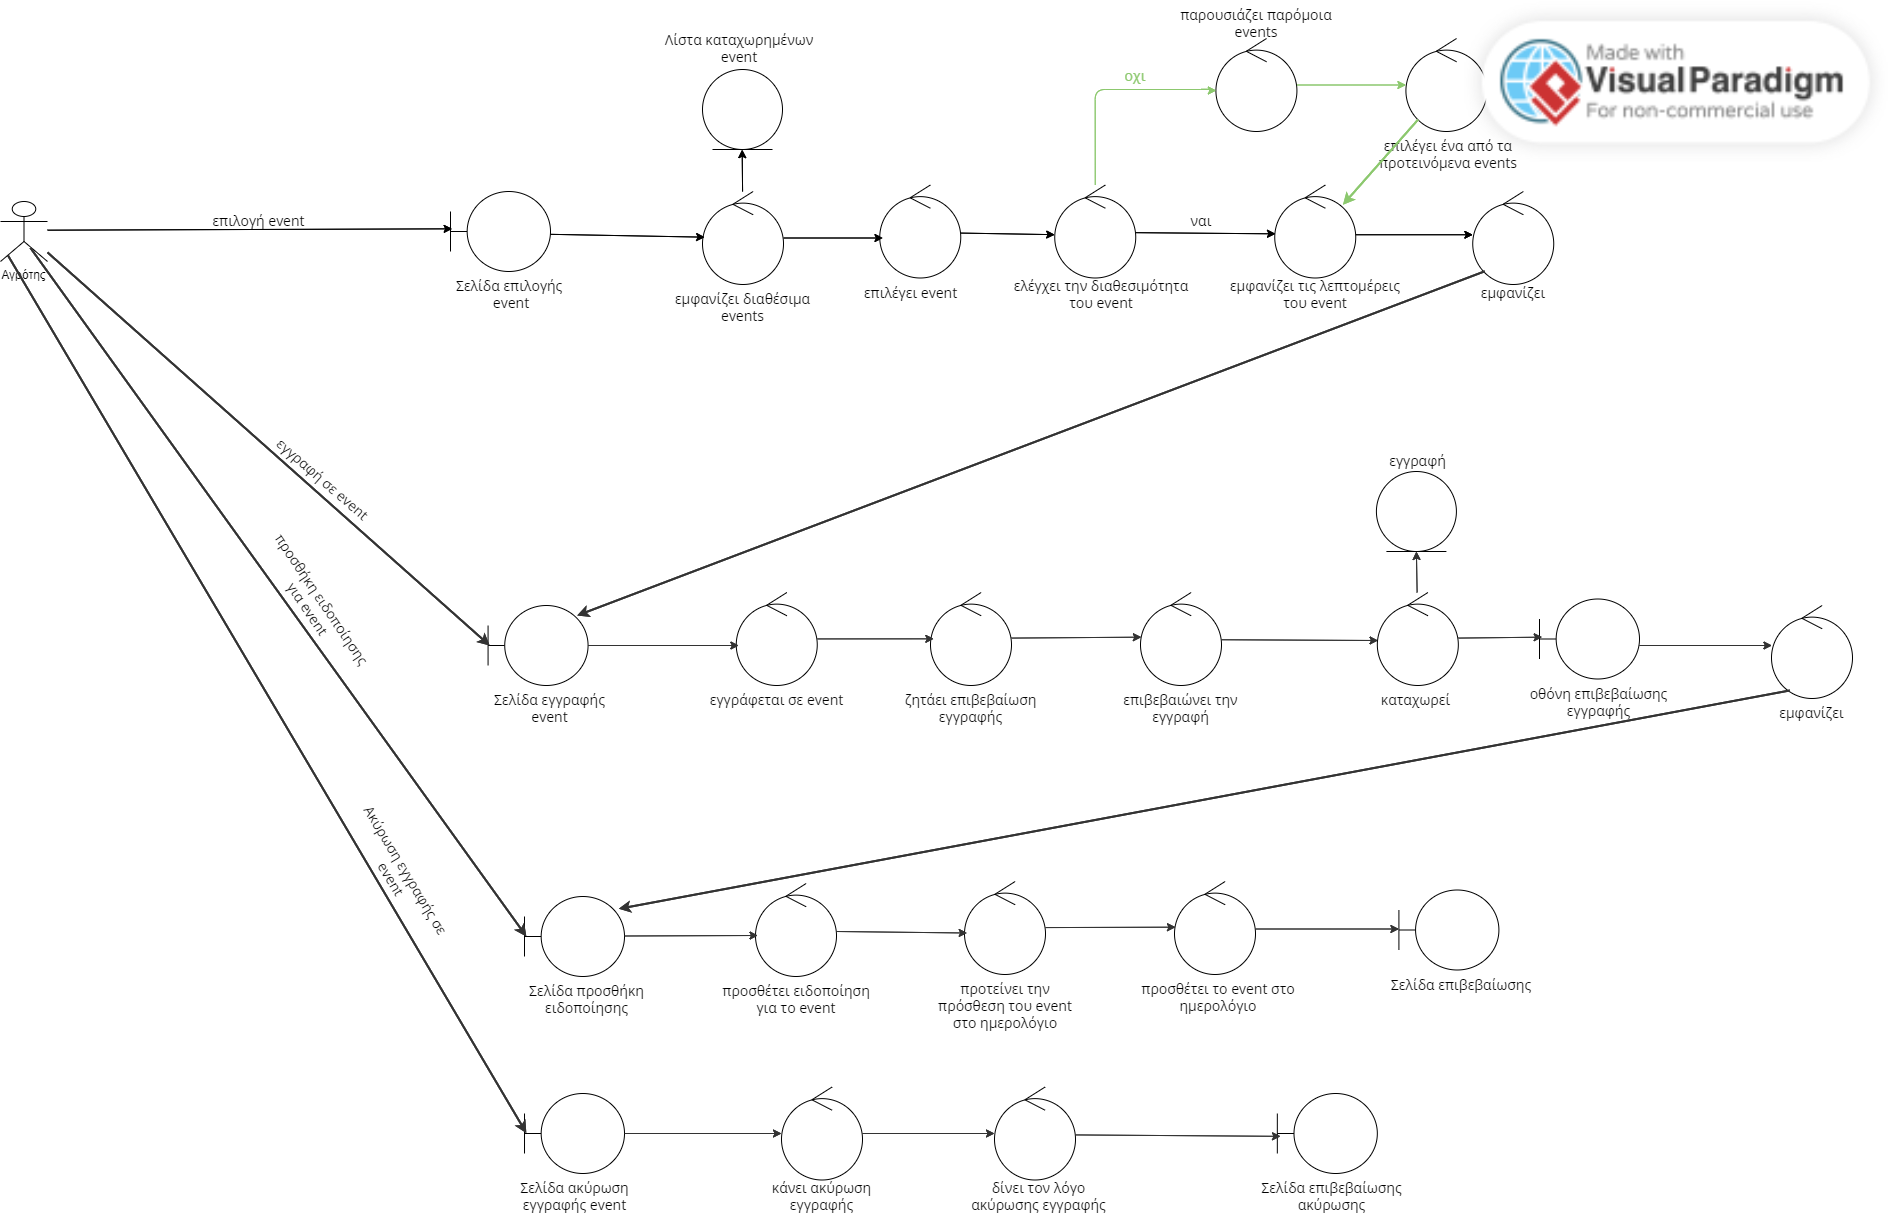 παρουσιάζει παρόμοια
events
Made with
Visual Paradigm
For non-commercial use
Λίστα καταχωρημένων
event
οχι
επιλέγει ένα από τα
προτεινόμενα events
Αγρότης
επιλογή event
ναι
Σελίδα επιλογής
event
εμφανίζει διαθέσιμα
events
επιλέγει event
ελέγχει την διαθεσιμότητα
του event
εμφανίζει τις λεπτομέρεις
του event
εμφανίζει
εγγραφή σε event
εγγραφή
προσθήκη ειδοποίησης
για event
Σελίδα εγγραφής
event
εγγράφεται σε event
ζητάει επιβεβαίωση
εγγραφής
επιβεβαιώνει την
εγγραφή
καταχωρεί
οθόνη επιβεβαίωσης
εγγραφής
εμφανίζει
Ακύρωση εγγραφής σε
event
Σελίδα προσθήκη
ειδοποίησης
προσθέτει ειδοποίηση
για το event
προτείνει την
πρόσθεση του event
στο ημερολόγιο
προσθέτει το event στο
ημερολόγιο
Σελίδα επιβεβαίωσης
Σελίδα ακύρωση
εγγραφής event
κάνει ακύρωση
εγγραφής
δίνει τον λόγο
ακύρωσης εγγραφής
Σελίδα επιβεβαίωσης
ακύρωσης